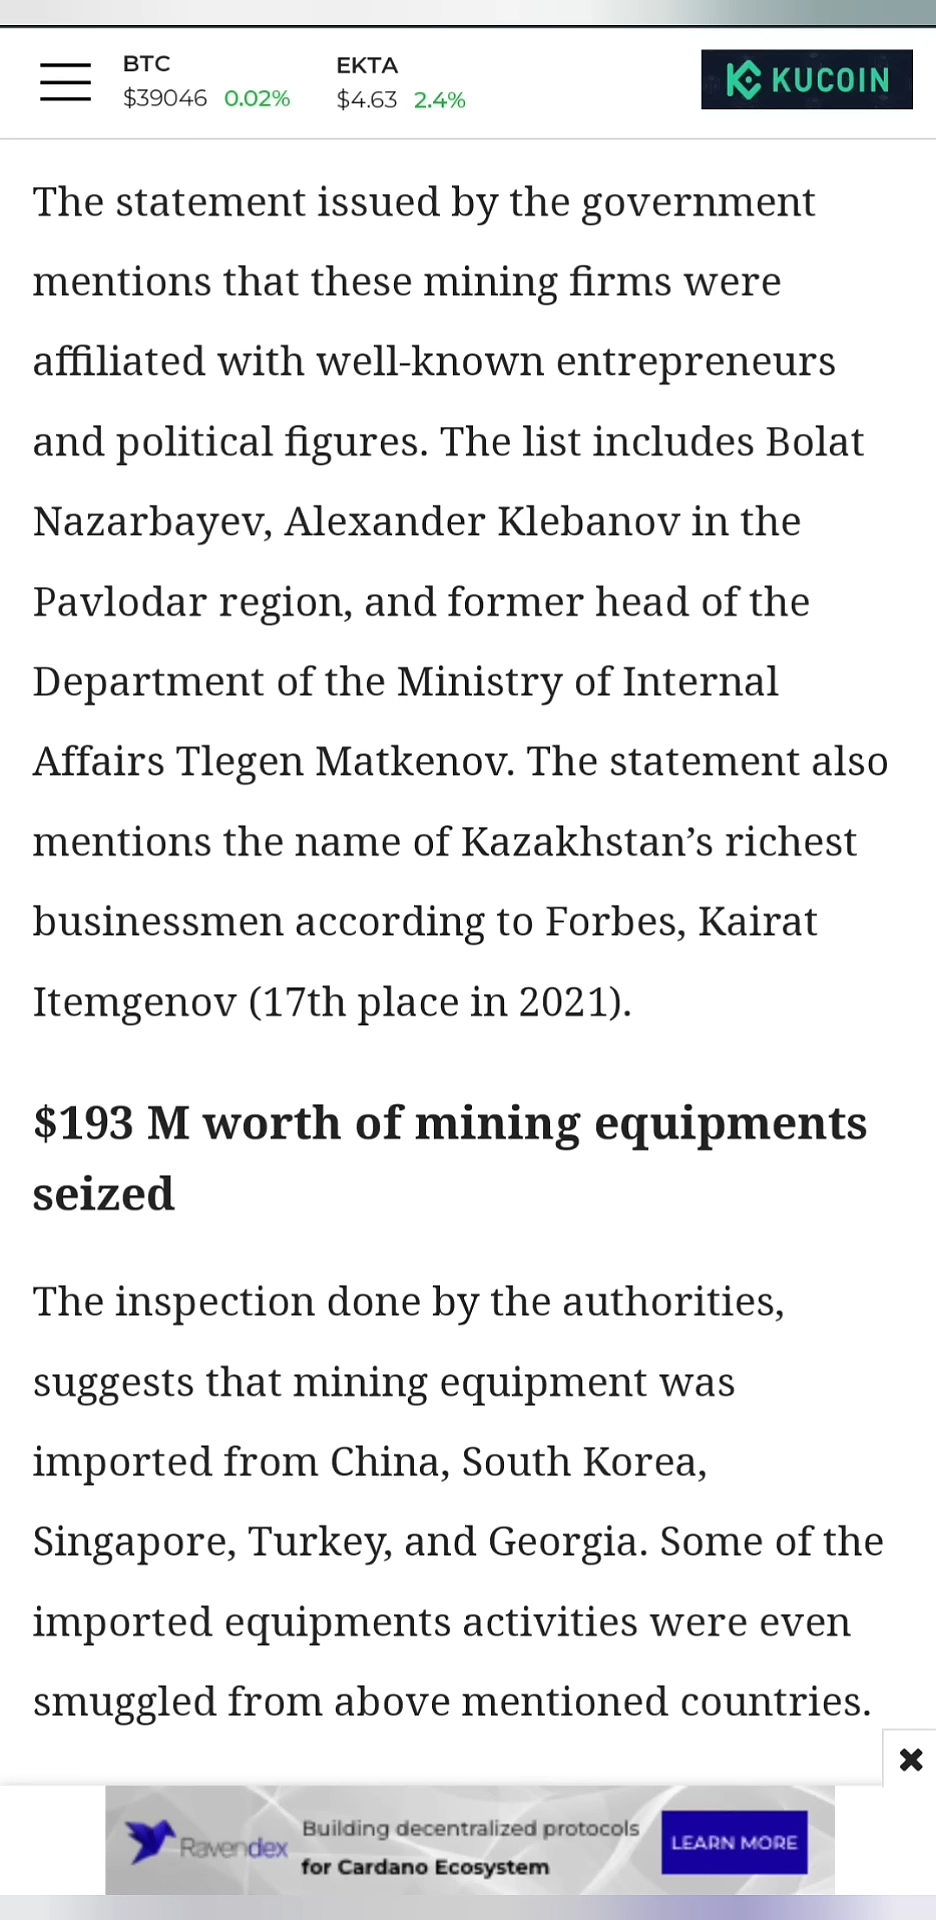 BTC
$39046 0.02%
EKTA
$4.63 2.4%
KUCOIN
The statement issued by the government
mentions that these mining firms were
affiliated with well-known entrepreneurs
and political figures. The list includes Bolat
Nazarbayev, Alexander Klebanov in the
Pavlodar region, and former head of the
Department of the Ministry of Internal
Affairs Tlegen Matkenov. The statement also
mentions the name of Kazakhstan’s richest
businessmen according to Forbes, Kairat
Itemgenov (17th place in 2021).
$193 M worth of mining equipments
seized
The inspection done by the authorities,
suggests that mining equipment was
imported from China, South Korea,
Singapore, Turkey, and Georgia. Some of the
imported equipments activities were even
smuggled from above mentioned countries.
Ravendex
Building decentralized protocols
for Cardano Ecosystem
LEARN MORE